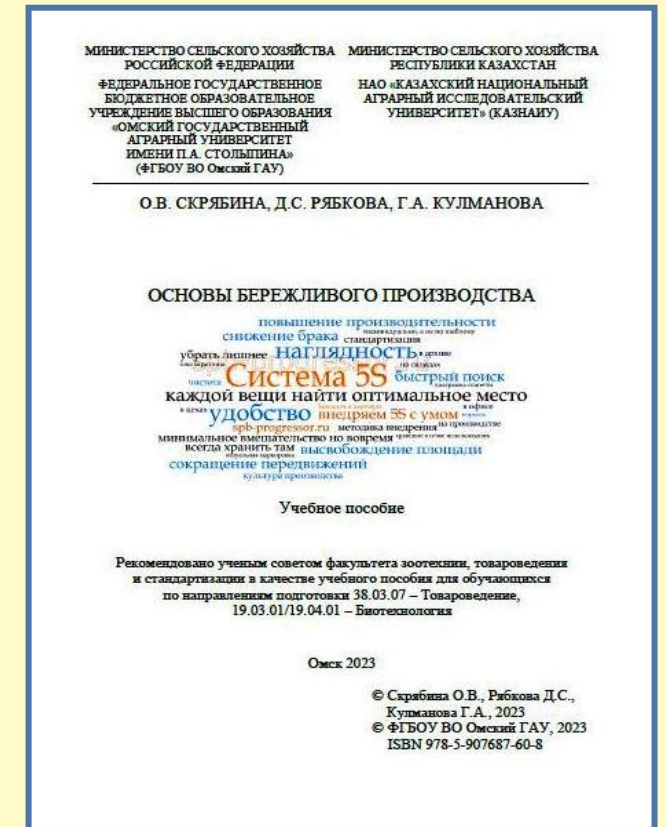 МИНИСТЕРСТВО СЕЛЬСКОГО ХОЗЯЙСТВА
РОССИЙСКОЙ ФЕДЕРАЦИИ
ФЕДЕРАЛЬНОЕ ГОСУДАРСТВЕННОЕ
БЮДЖЕТНОЕ ОБРАЗОВАТЕЛЬНОЕ
УЧРЕЖДЕНИЕ ВЫСШЕГО ОБРАЗОВАНИЯ
«ОМСКИЙ ГОСУДАРСТВЕННЫЙ
АГРАРНЫЙ УНИВЕРСИТЕТ
ИМЕНИ П.А. СТОЛЫПИНА»
(ФГБОУ ВО Омский ГАУ)
МИНИСТЕРСТВО СЕЛЬСКОГО ХОЗЯЙСТВА
РЕСПУБЛИКИ КАЗАХСТАН
НАО «КАЗАХСКИЙ НАЦИОНАЛЬНЫЙ
АГРАРНЫЙ ИССЛЕДОВАТЕЛЬСКИЙ
УНИВЕРСИТЕТ» (КАЗНАИУ)
О.В. СКРЯБИНА, Д.С. РЯБКОВА, Г.А. КУЛМАНОВА
ОСНОВЫ БЕРЕЖЛИВОГО ПРОИЗВОДСТВА
повышение производительности
снижение брака стандартизация
убрать лишнее наглядность
чистота Система 5S быстрый поиск
каждой вещи найти оптимальное место
в цехах удобство внедряем 5S с умом в офисе
spb-progressor.ru методика внедрения на производстве
минимальное вмешательство но вовремя
всегда хранить там высвобождение площади
сокращение передвижений
культура производства
Учебное пособие
Рекомендовано ученым советом факультета зоотехнии, товароведения
и стандартизации в качестве учебного пособия для обучающихся
по направлениям подготовки 38.03.07 – Товароведение,
19.03.01/19.04.01 – Биотехнология
Омск 2023
© Скрябина О.В., Рябкова Д.С.,
Кулманова Г.А., 2023
© ФГБОУ ВО Омский ГАУ, 2023
ISBN 978-5-907687-60-8